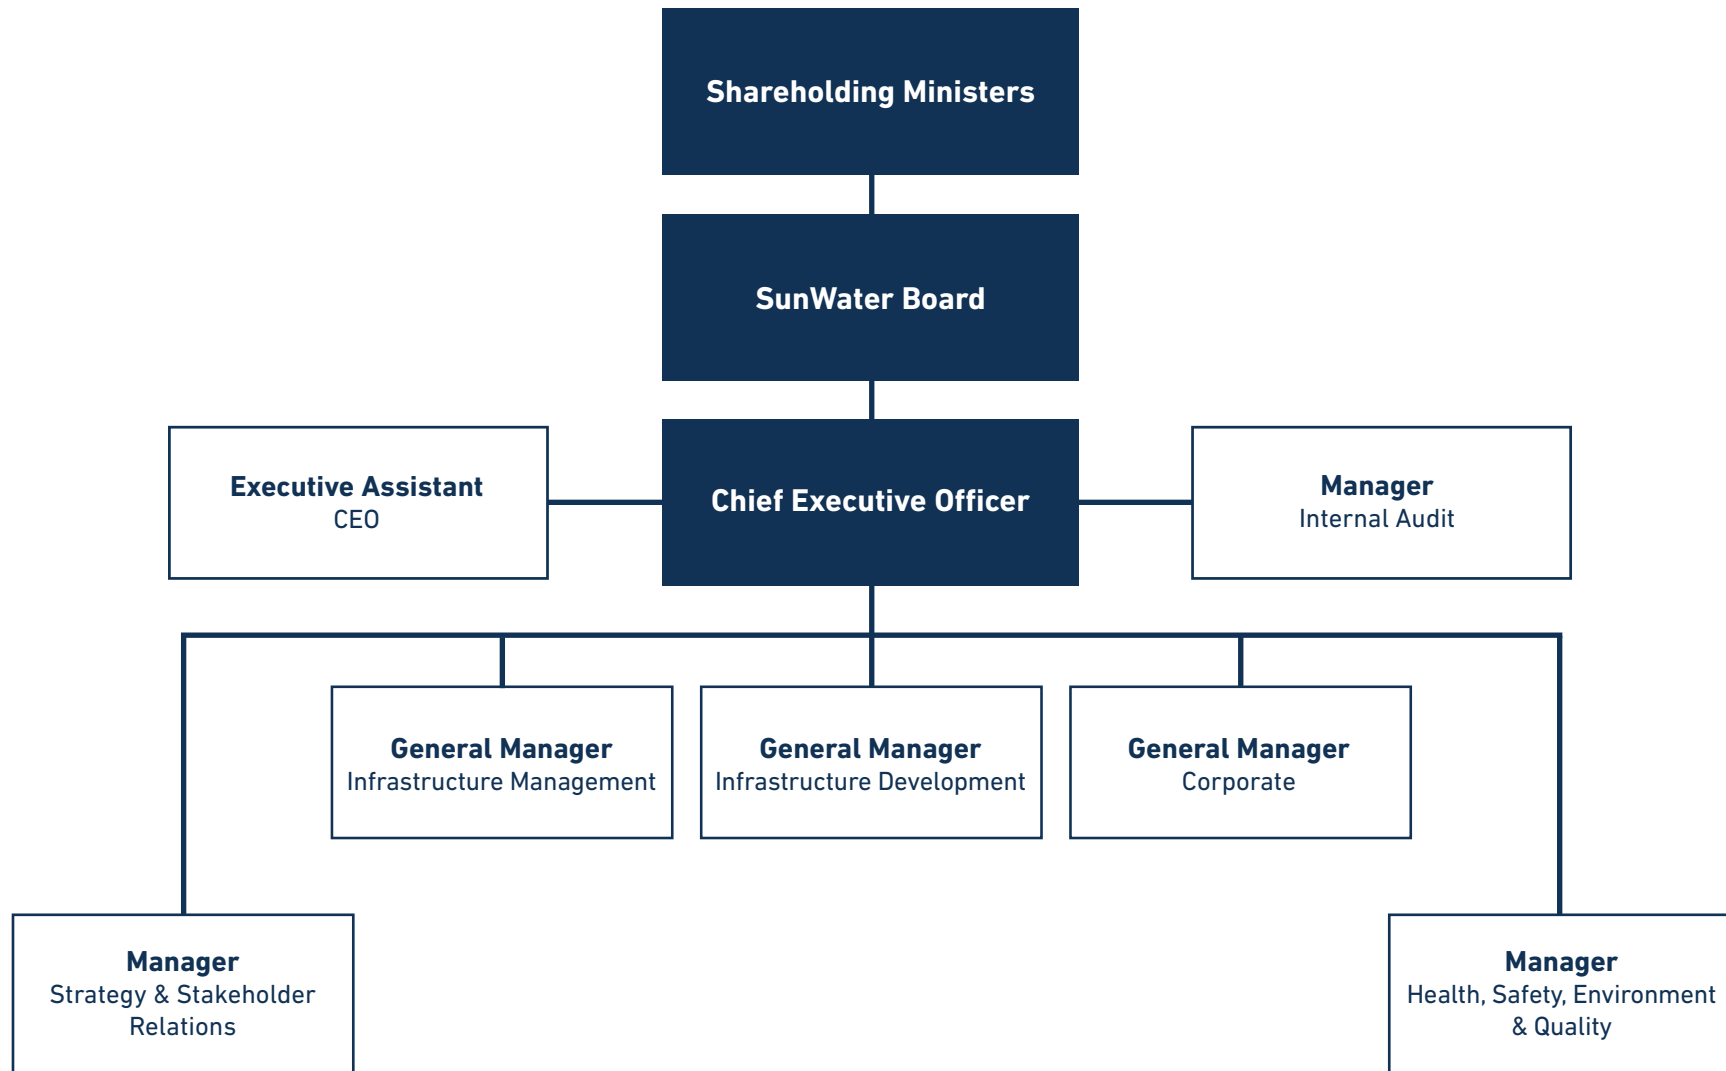 Shareholding Ministers
SunWater Board
Executive Assistant
CEO
Chief Executive Officer
Manager
Internal Audit
General Manager
Infrastructure Management
General Manager
Infrastructure Development
General Manager
Corporate
Manager
Strategy & Stakeholder
Relations
Manager
Health, Safety, Environment
& Quality